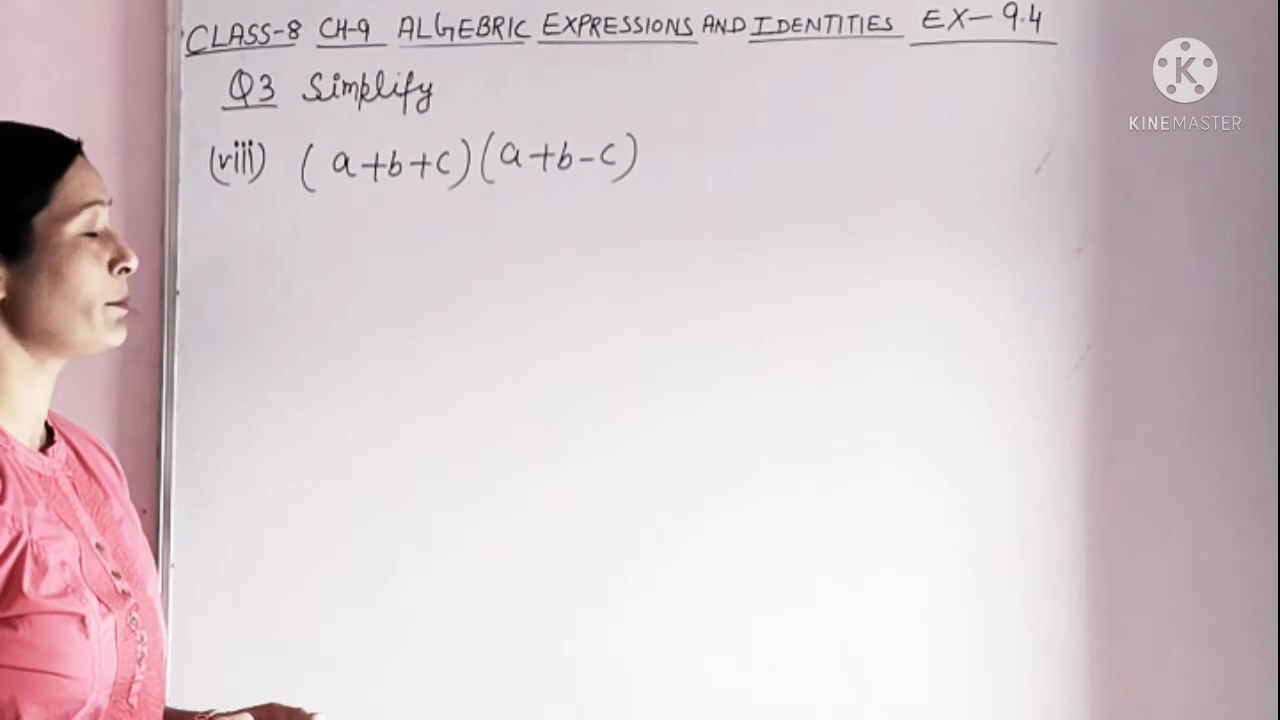 CLASS-8 CH-9 ALGEBRIC EXPRESSIONS AND IDENTITIES EX-9.4
Q3 Simplify
(viii) (a+b+c)(a+b-c)
K
KINEMASTER